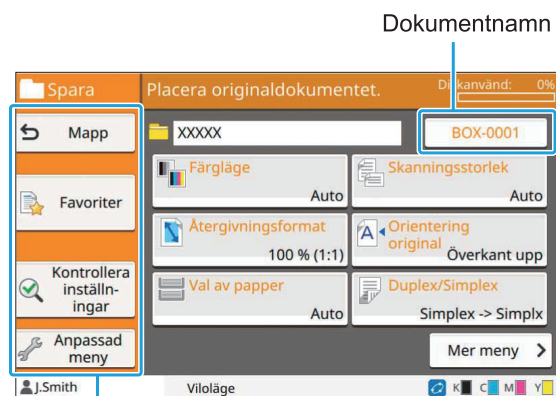 Dokumentnamn
Spara
Placera originaldokumentet.
0%
Mapp
XXXXX
BOX-0001
Färgläge
Auto
Skanningsstorlek
Auto
Favoriter
Återgivningsformat
100 % (1:1)
Orientering
original
Överkant upp
Kontrollera
inställn-
ingar
Val av papper
Auto
Duplex/Simplex
Simplex -> Simplx
Anpassad
meny
Mer meny
J.Smith
Viloläge
K C M Y